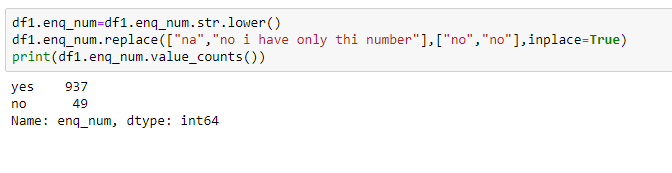 df1.enq_num=df1.enq_num.str.lower()
df1.enq_num.replace(["na","no i have only thi number"],["no","no"],inplace=True)
print(df1.enq_num.value_counts())
yes    937
no      49
Name: enq_num, dtype: int64